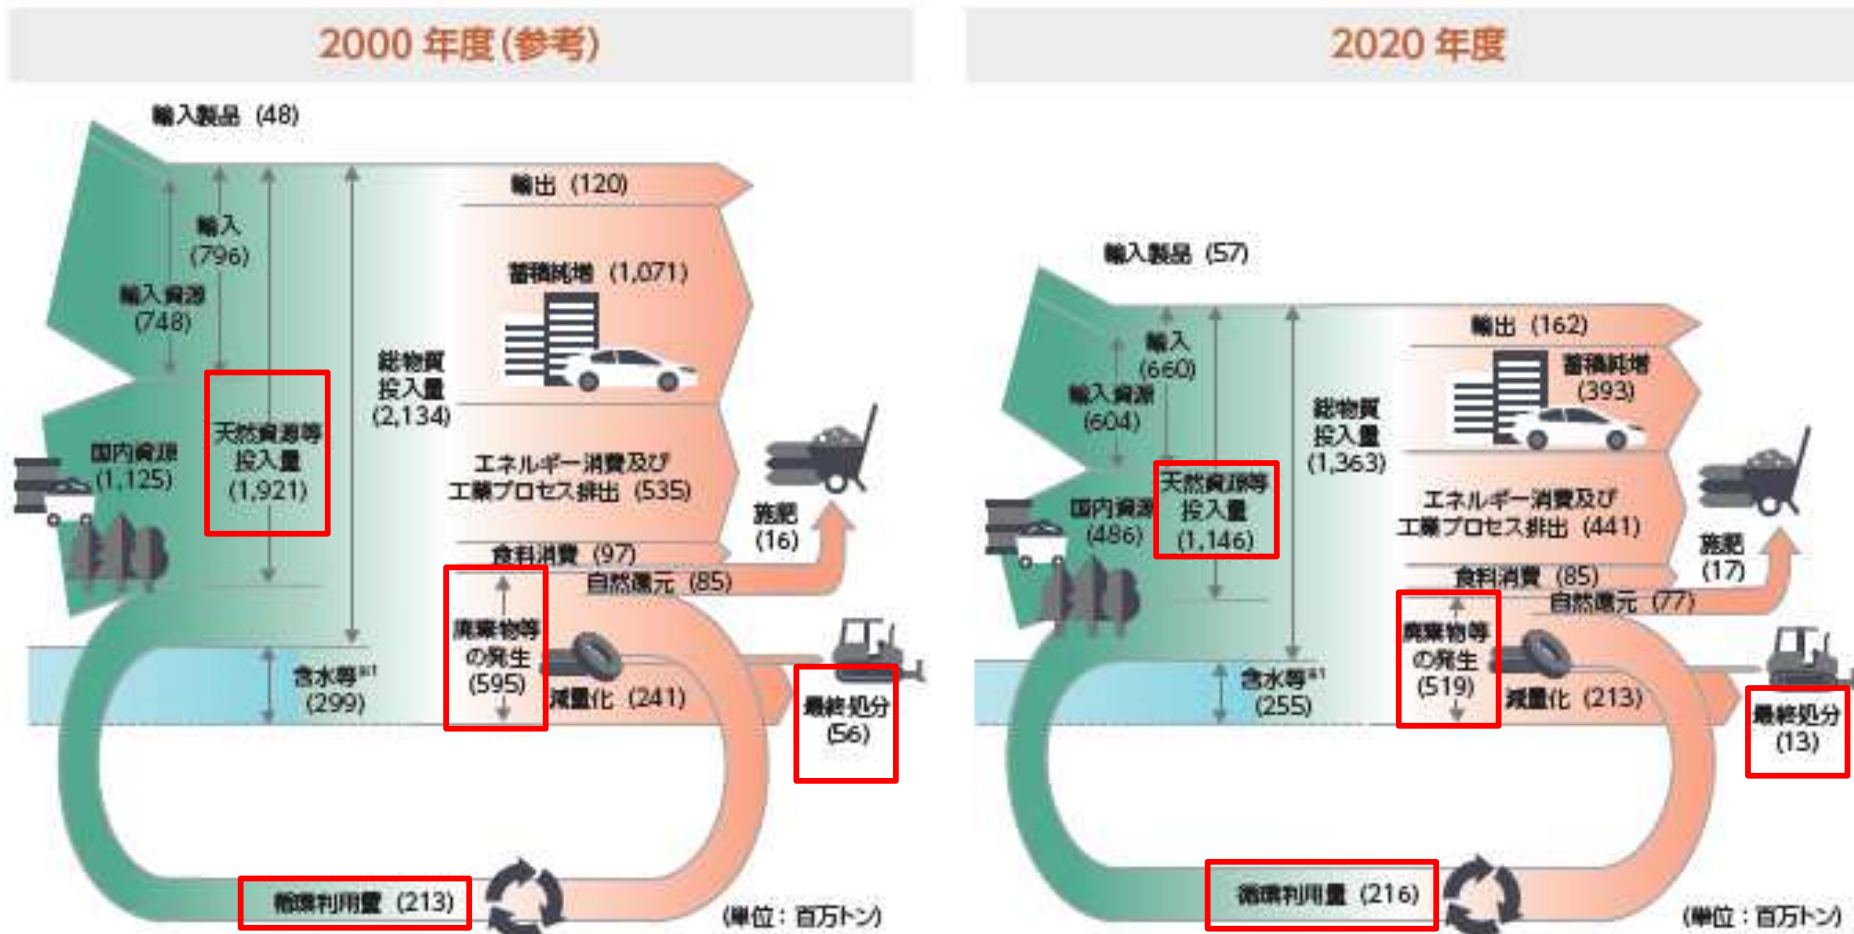 2000 年度(参考)
輸入製品 (48)
輸入
(796)
輸入資源
(748)
国内資源
(1,125)
天然資源等
投入量
(1,921)
総物質
投入量
(2,134)
含水等※1
(299)
輸出 (120)
蓄積純増 (1,071)
エネルギー消費及び
工業プロセス排出 (535)
食料消費 (97)
自然還元 (85)
施肥
(16)
廃棄物等
の発生
(595)
減量化 (241)
最終処分
(56)
循環利用量 (213)
(単位：百万トン)
2020 年度
輸入製品 (57)
輸入
(660)
輸入資源
(604)
国内資源
(486)
天然資源等
投入量
(1,146)
総物質
投入量
(1,363)
含水等※1
(255)
輸出 (162)
蓄積純増
(393)
エネルギー消費及び
工業プロセス排出 (441)
食料消費 (85)
自然還元 (77)
施肥
(17)
廃棄物等
の発生
(519)
減量化 (213)
最終処分
(13)
循環利用量 (216)
(単位：百万トン)